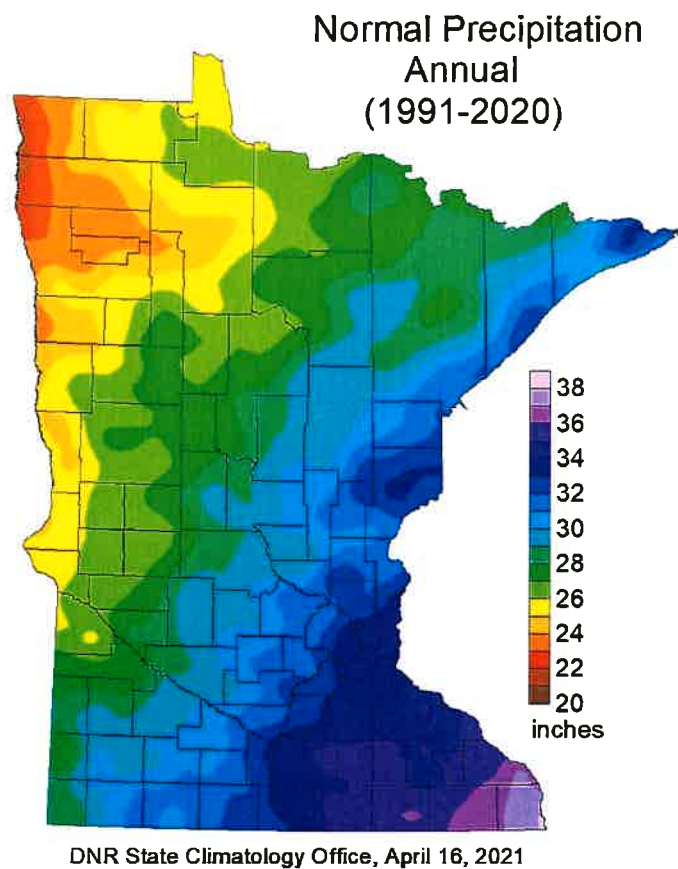 Normal Precipitation
Annual
(1991-2020)
38
36
34
32
30
28
26
24
22
20
inches
DNR State Climatology Office, April 16, 2021